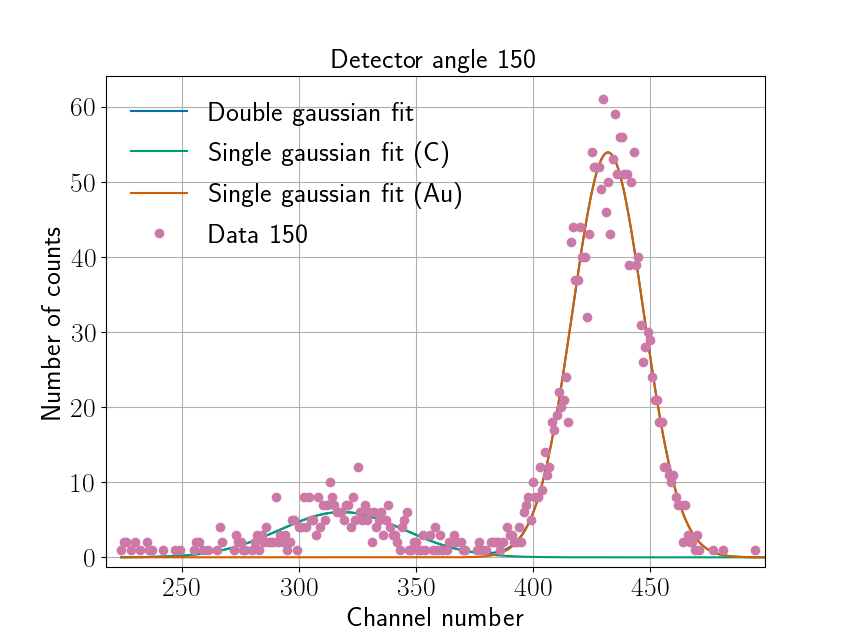 Detector angle 150
Double gaussian fit
Single gaussian fit (C)
Single gaussian fit (Au)
Data 150
Number of counts
60
50
40
30
20
10
0
250 300 350 400 450
Channel number